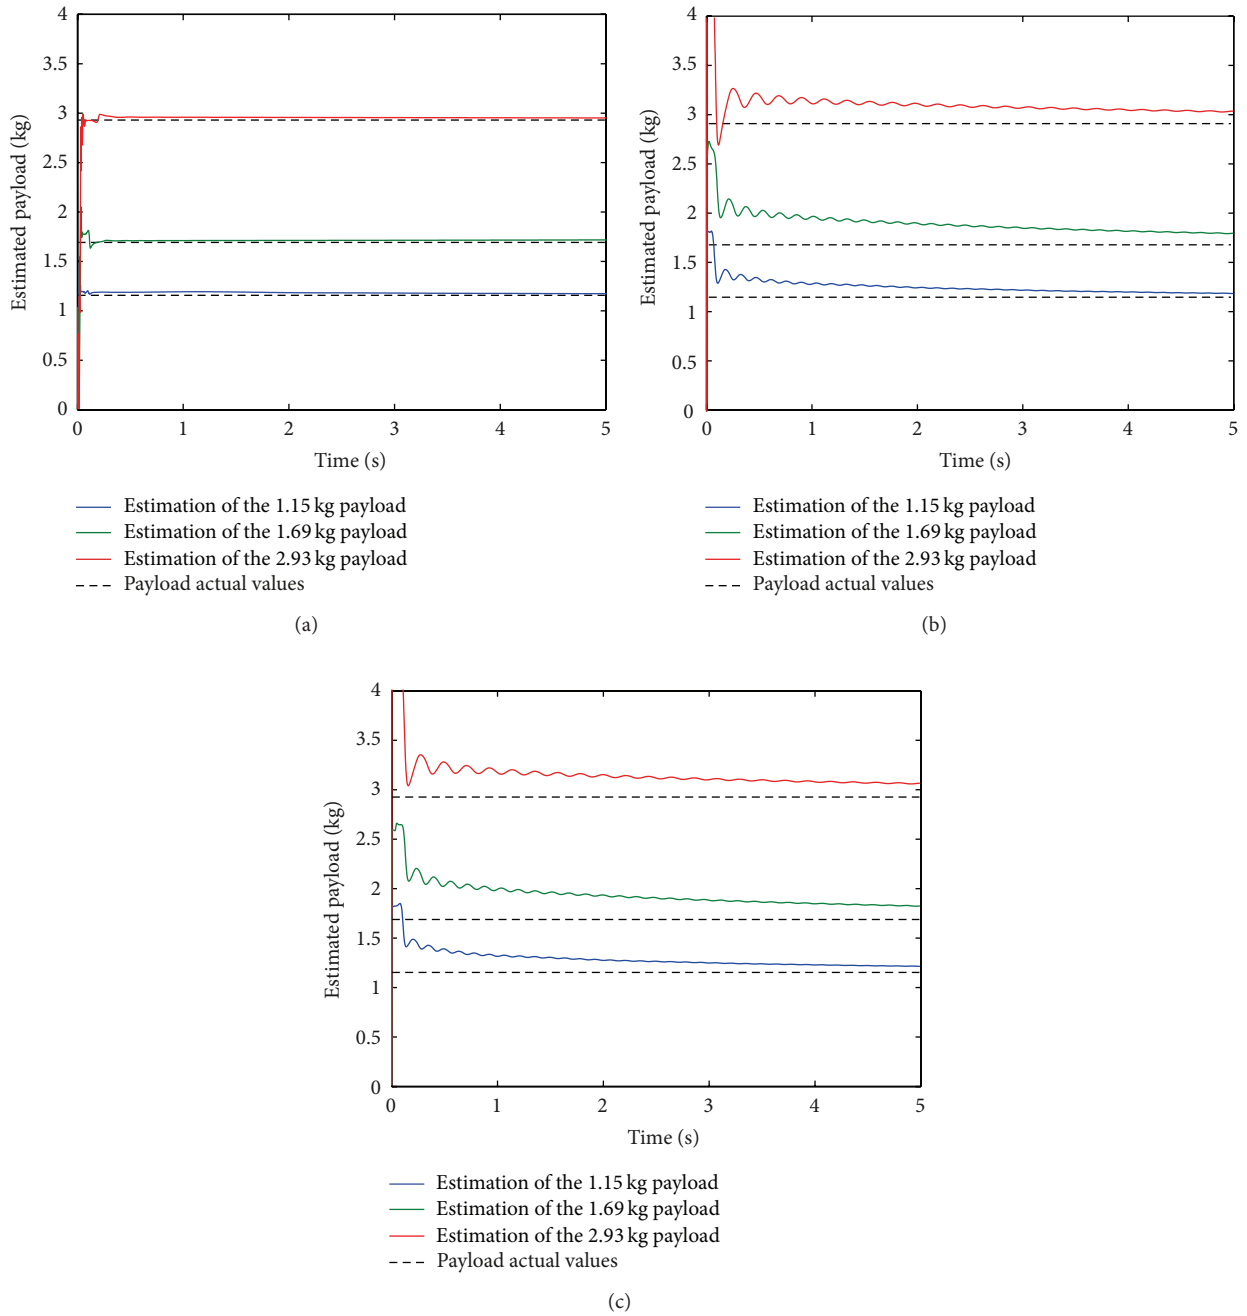 4
3.5
3
2.5
2
1.5
1
0.5
0
Estimated payload (kg)
0 1 2 3 4 5
Time (s)
Estimation of the 1.15 kg payload
Estimation of the 1.69 kg payload
Estimation of the 2.93 kg payload
Payload actual values
(a)
4
3.5
3
2.5
2
1.5
1
0.5
0
Estimated payload (kg)
0 1 2 3 4 5
Time (s)
Estimation of the 1.15 kg payload
Estimation of the 1.69 kg payload
Estimation of the 2.93 kg payload
Payload actual values
(b)
4
3.5
3
2.5
2
1.5
1
0.5
0
Estimated payload (kg)
0 1 2 3 4 5
Time (s)
Estimation of the 1.15 kg payload
Estimation of the 1.69 kg payload
Estimation of the 2.93 kg payload
Payload actual values
(c)